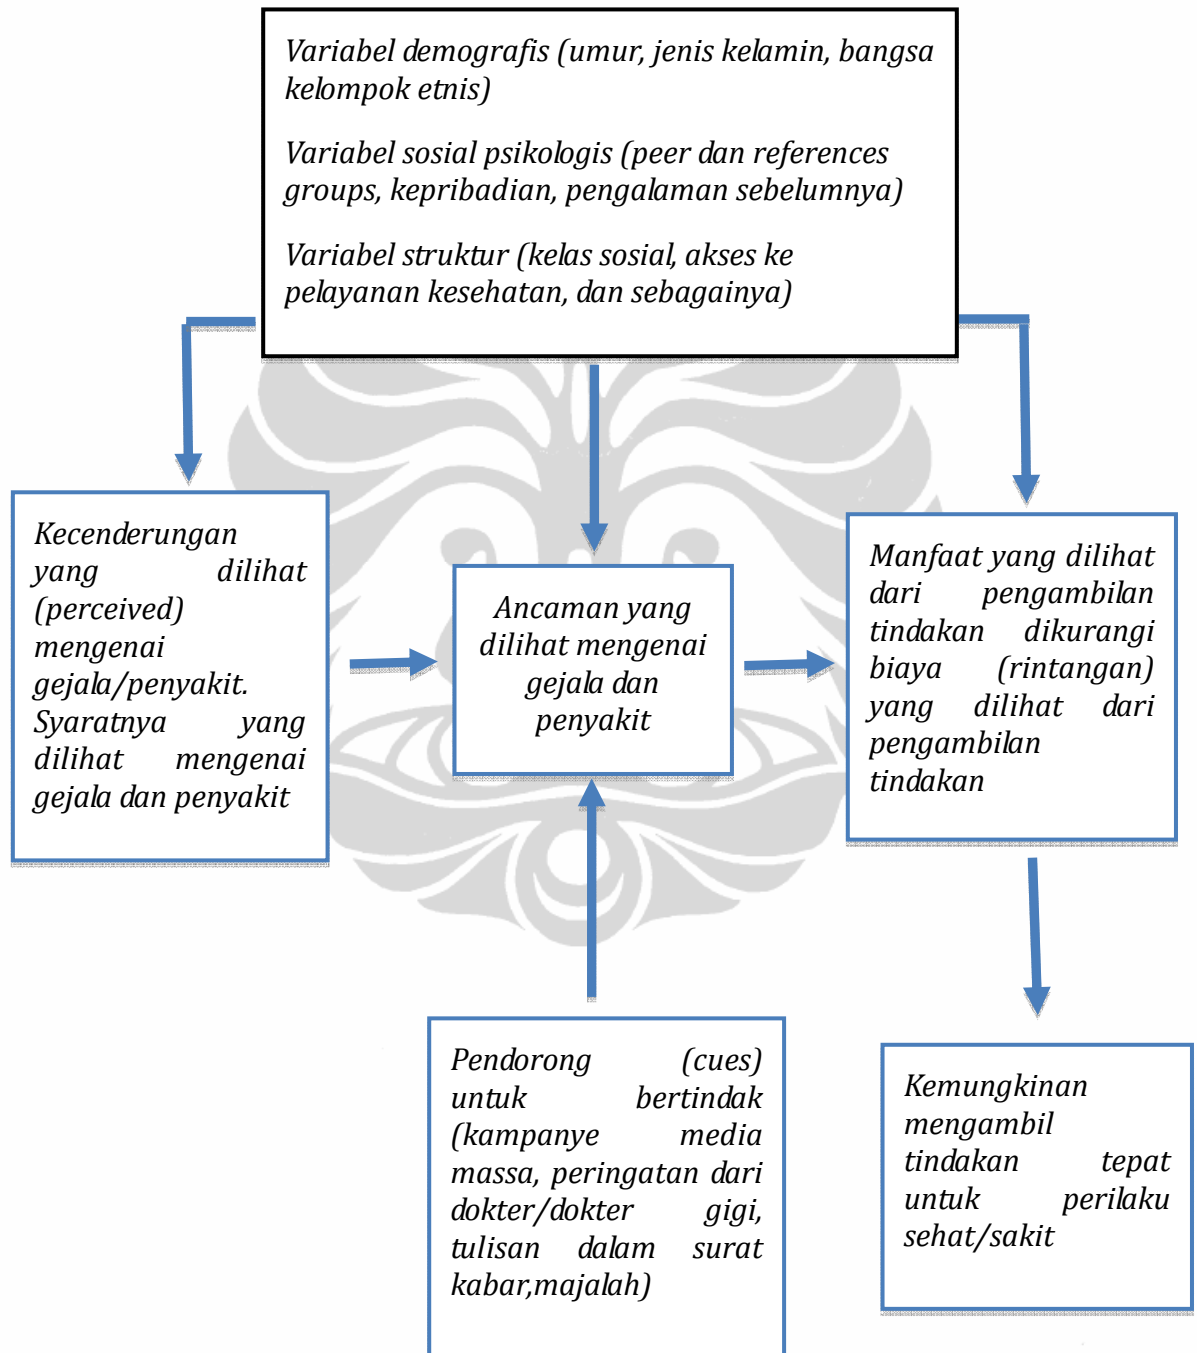 Variabel demografis (umur, jenis kelamin, bangsa
kelompok etnis)
Variabel sosial psikologis (peer dan references
groups, kepribadian, pengalaman sebelumnya)
Variabel struktur (kelas sosial, akses ke
pelayanan kesehatan, dan sebagainya)
Kecenderungan
yang dilihat
(perceived)
mengenai
gejala/penyakit.
Syaratnya yang
dilihat mengenai
gejala dan penyakit
Ancaman yang
dilihat mengenai
gejala dan
penyakit
Manfaat yang dilihat
dari pengambilan
tindakan dikurangi
biaya (rintangan)
yang dilihat dari
pengambilan
tindakan
Pendorong (cues)
untuk bertindak
(kampanye media
massa, peringatan dari
dokter/dokter gigi,
tulisan dalam surat
kabar,majalah)
Kemungkinan
mengambil
tindakan tepat
untuk perilaku
sehat/sakit